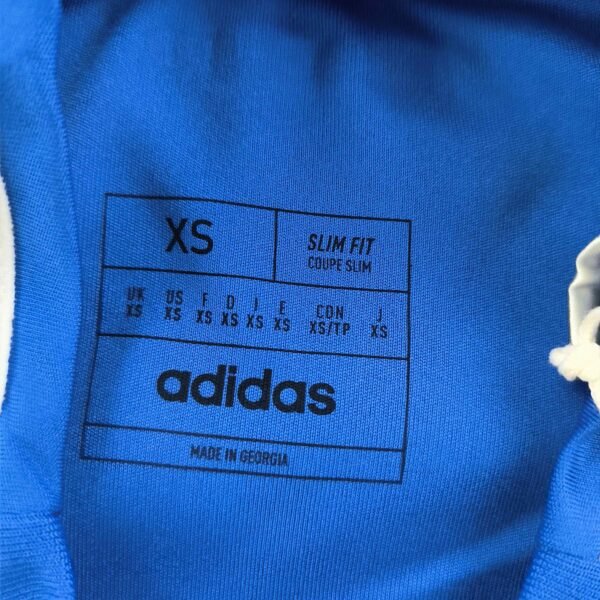 XS
SLIM FIT
COUPE SLIM
UK US F D I E CON J
XS XS XS XS XS XS XS/TP XS
adidas
MADE IN GEORGIA